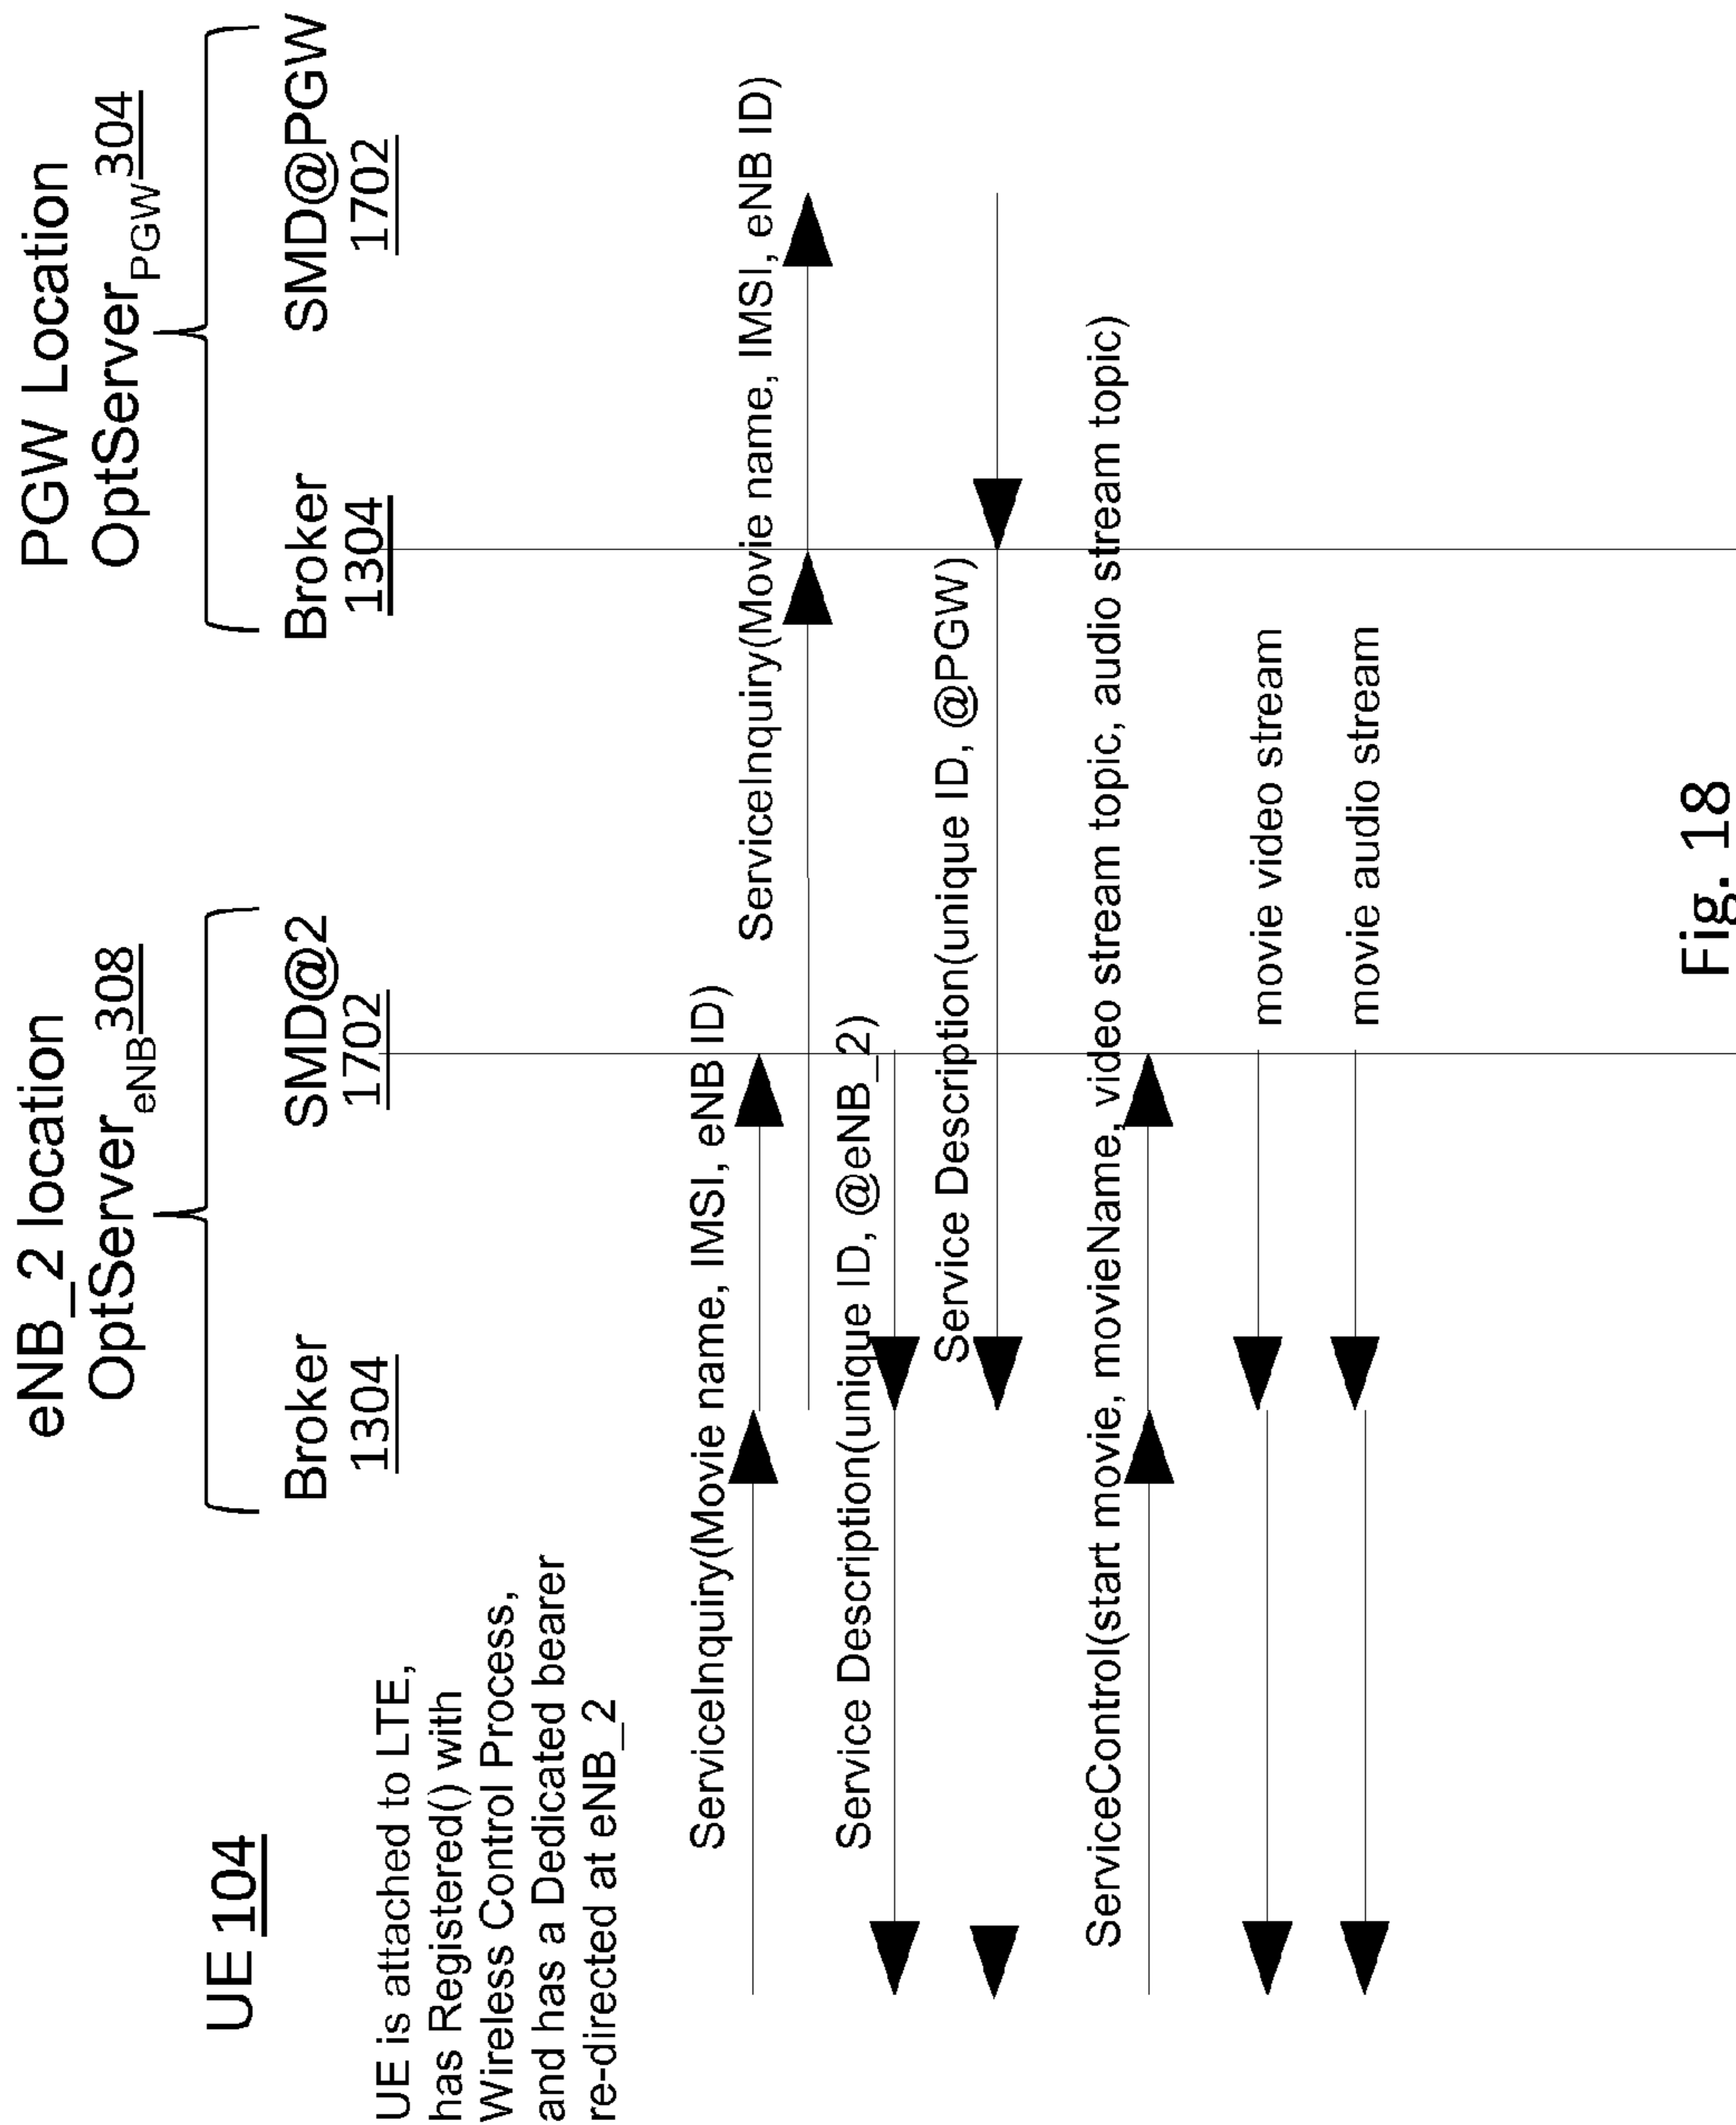 eNB_2 location
OptServer eNB 308
PGW Location
OptServer PGW 304
UE 104
Broker
1304
SMD@2
1702
Broker
1304
SMD@PGW
1702
UE is attached to LTE,
has Registered() with
Wireless Control Process,
and has a Dedicated bearer
re-directed at eNB_2
ServiceInquiry(Movie name, IMSI, eNB ID)
ServiceInquiry(Movie name, IMSI, eNB ID)
Service Description(unique ID, @eNB_2)
Service Description(unique ID, @PGW)
ServiceControl(start movie, movieName, video stream topic, audio stream topic)
movie video stream
movie audio stream
Fig. 18